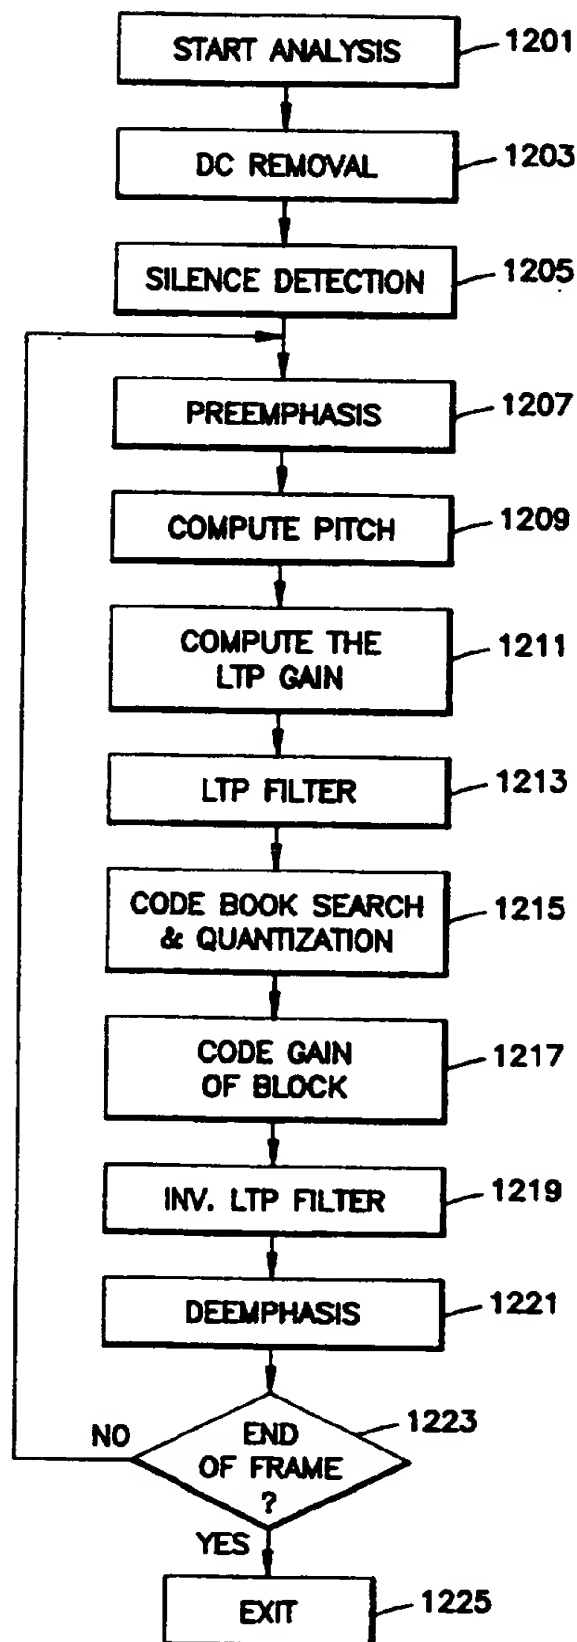 START ANALYSIS 1201
DC REMOVAL 1203
SILENCE DETECTION 1205
PREEMPHASIS 1207
COMPUTE PITCH 1209
COMPUTE THE 1211
LTP GAIN
LTP FILTER 1213
CODE BOOK SEARCH 1215
& QUANTIZATION
CODE GAIN 1217
OF BLOCK
INV. LTP FILTER 1219
DEEMPHASIS 1221
NO
END 1223
OF FRAME
?
YES
EXIT 1225